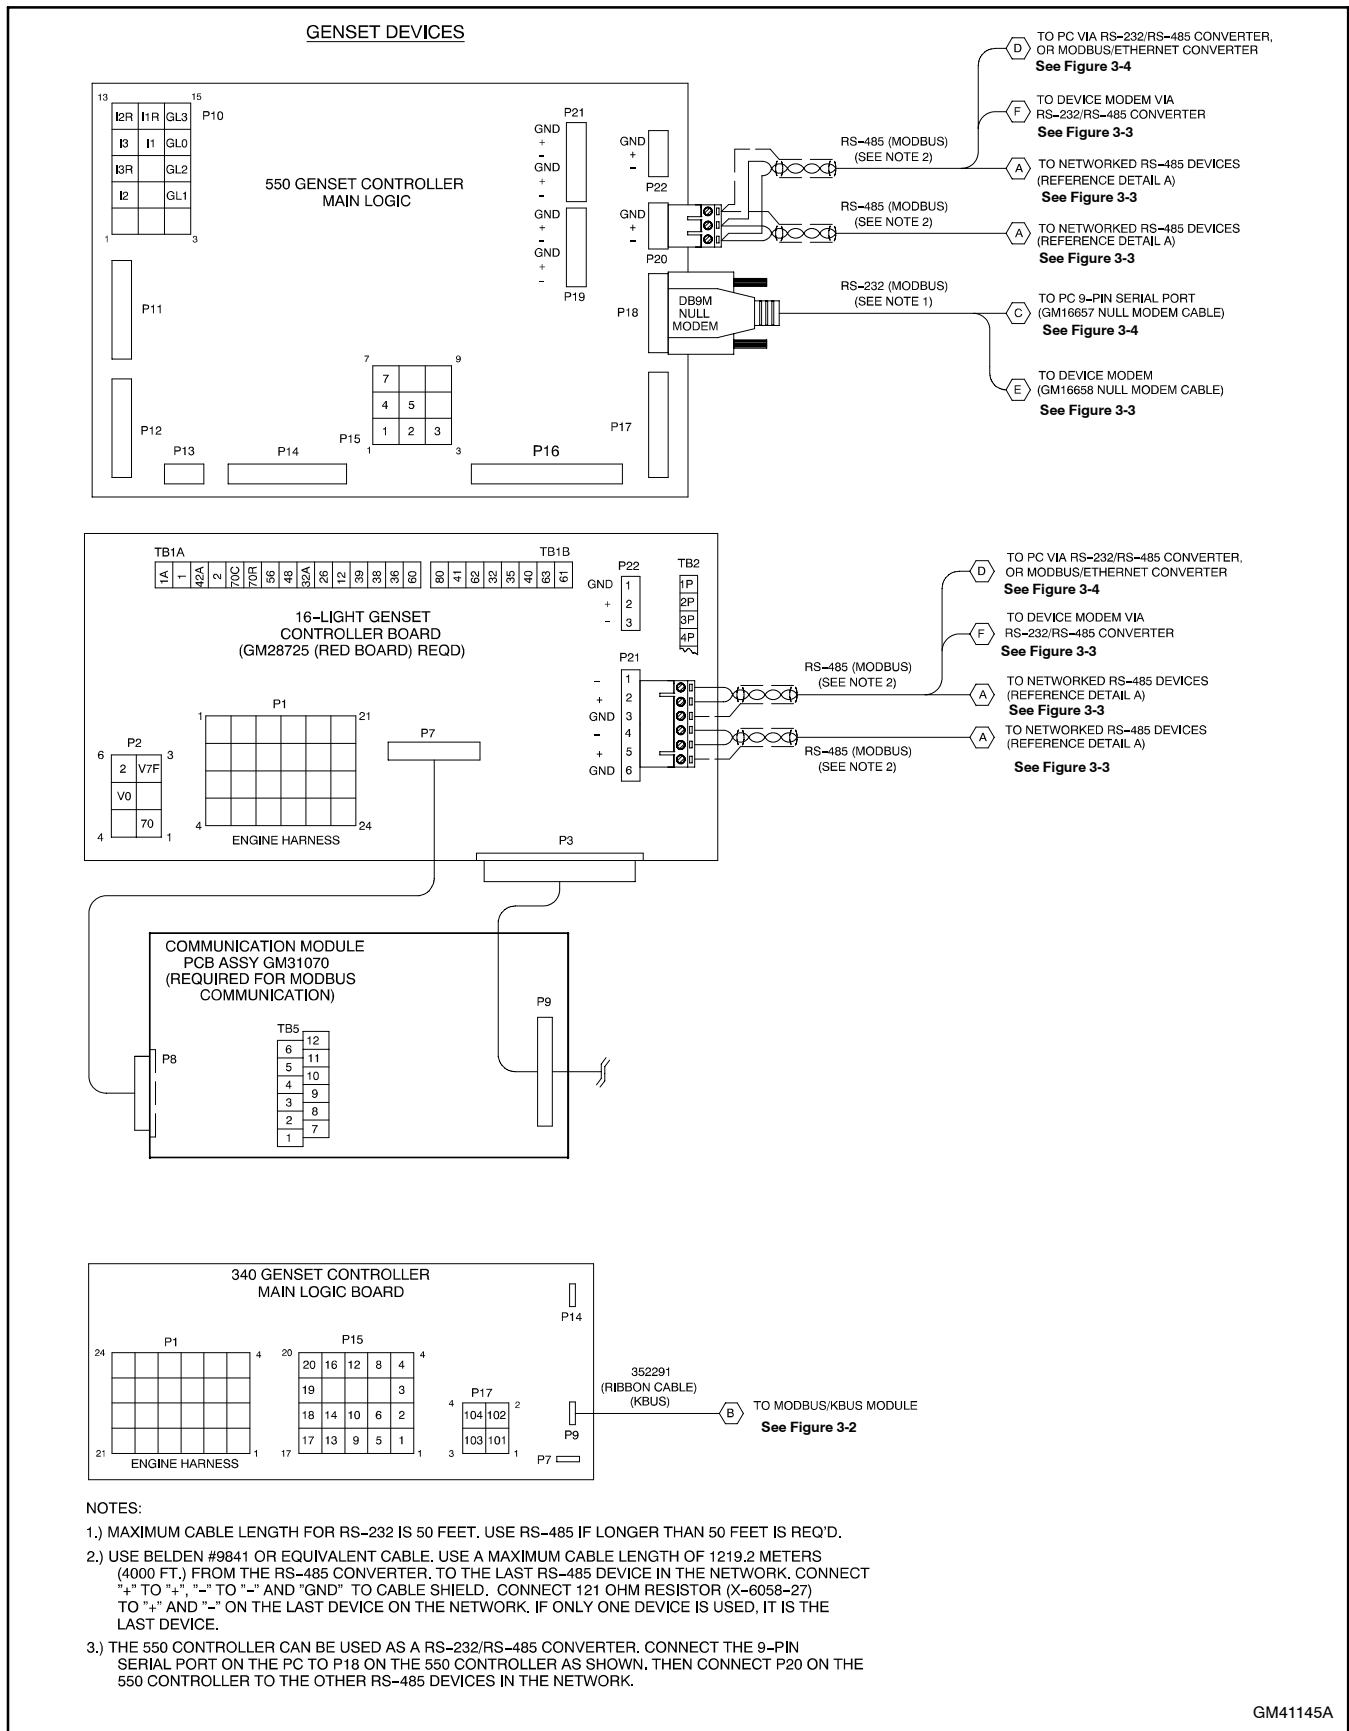 GENSET DEVICES
13 15
I2R I1R GL3 P10
I3 I1 GL0
I3R GL2
I2 GL1
1 3
550 GENSET CONTROLLER
MAIN LOGIC
P11
P12
P13
P14
7 9
7
4 5
1 2 3
P15
1 3
P16
P17
P21
GND
+
-
GND
+
-
GND
+
-
GND
+
-
P19
GND
+
-
P22
GND
+
-
P20
P18
DB9M
NULL
MODEM
RS-485 (MODBUS)
(SEE NOTE 2)
RS-485 (MODBUS)
(SEE NOTE 2)
RS-232 (MODBUS)
(SEE NOTE 1)
D TO PC VIA RS-232/RS-485 CONVERTER,
OR MODBUS/ETHERNET CONVERTER
See Figure 3-4
F TO DEVICE MODEM VIA
RS-232/RS-485 CONVERTER
See Figure 3-3
A TO NETWORKED RS-485 DEVICES
(REFERENCE DETAIL A)
See Figure 3-3
A TO NETWORKED RS-485 DEVICES
(REFERENCE DETAIL A)
See Figure 3-3
C TO PC 9-PIN SERIAL PORT
(GM16657 NULL MODEM CABLE)
See Figure 3-4
E TO DEVICE MODEM
(GM16658 NULL MODEM CABLE)
See Figure 3-3
TB1A TB1B
1A 1 42A 2 70C 70R 56 48 32A 26 12 39 38 36 60 80 41 62 32 35 40 63 61
16-LIGHT GENSET
CONTROLLER BOARD
(GM28725 (RED BOARD) REQD)
P22
GND 1
+ 2
- 3
TB2
1P
2P
3P
4P
P21
- 1
+ 2
GND 3
- 4
+ 5
GND 6
P1
1 21
4 24
ENGINE HARNESS
P2
6 3
2 V7F
V0
70
4 1
P7
P3
RS-485 (MODBUS)
(SEE NOTE 2)
RS-485 (MODBUS)
(SEE NOTE 2)
D TO PC VIA RS-232/RS-485 CONVERTER,
OR MODBUS/ETHERNET CONVERTER
See Figure 3-4
F TO DEVICE MODEM VIA
RS-232/RS-485 CONVERTER
See Figure 3-3
A TO NETWORKED RS-485 DEVICES
(REFERENCE DETAIL A)
See Figure 3-3
A TO NETWORKED RS-485 DEVICES
(REFERENCE DETAIL A)
See Figure 3-3
COMMUNICATION MODULE
PCB ASSY GM31070
(REQUIRED FOR MODBUS
COMMUNICATION)
P8
TB5
6 12
5 11
4 10
3 9
2 8
1 7
P9
340 GENSET CONTROLLER
MAIN LOGIC BOARD
P14
P1
24 4
21 1
ENGINE HARNESS
P15
20 4
20 16 12 8 4
19 3
18 14 10 6 2
17 13 9 5 1
17 1
P17
4 2
104 102
103 101
3 1
P9
P7
352291
(RIBBON CABLE)
(KBUS)
B TO MODBUS/KBUS MODULE
See Figure 3-2
NOTES:
1.) MAXIMUM CABLE LENGTH FOR RS-232 IS 50 FEET. USE RS-485 IF LONGER THAN 50 FEET IS REQ'D.
2.) USE BELDEN #9841 OR EQUIVALENT CABLE. USE A MAXIMUM CABLE LENGTH OF 1219.2 METERS
(4000 FT.) FROM THE RS-485 CONVERTER. TO THE LAST RS-485 DEVICE IN THE NETWORK. CONNECT
"+" TO "+", "-" TO "-" AND "GND" TO CABLE SHIELD. CONNECT 121 OHM RESISTOR (X-6058-27)
TO "+" AND "-" ON THE LAST DEVICE ON THE NETWORK. IF ONLY ONE DEVICE IS USED, IT IS THE
LAST DEVICE.
3.) THE 550 CONTROLLER CAN BE USED AS A RS-232/RS-485 CONVERTER. CONNECT THE 9-PIN
SERIAL PORT ON THE PC TO P18 ON THE 550 CONTROLLER AS SHOWN. THEN CONNECT P20 ON THE
550 CONTROLLER TO THE OTHER RS-485 DEVICES IN THE NETWORK.
GM41145A